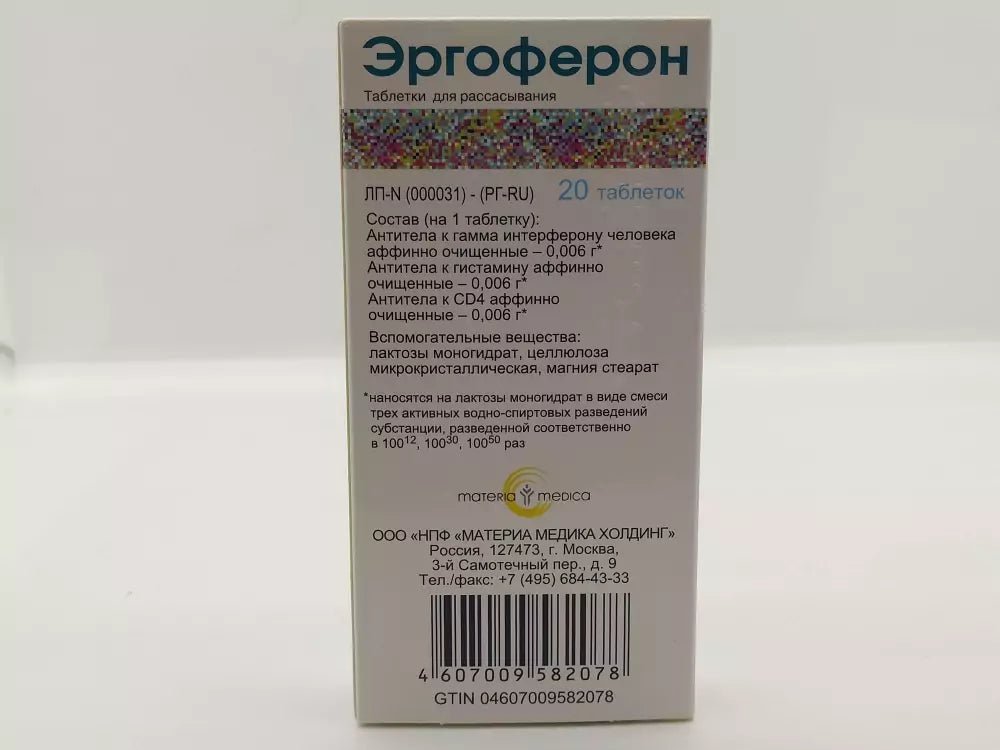 Эргоферон
Таблетки для рассасывания
ЛП-N (000031) - (РГ-RU) 20 таблеток
Состав (на 1 таблетку):
Антитела к гамма интерферону человека
аффинно очищенные – 0,006 г*
Антитела к гистамину аффинно
очищенные – 0,006 г*
Антитела к CD4 аффинно
очищенные – 0,006 г*
Вспомогательные вещества:
лактозы моногидрат, целлюлоза
микрокристаллическая, магния стеарат
*наносятся на лактозы моногидрат в виде смеси
трех активных водно-спиртовых разведений
субстанции, разведенной соответственно
в 100¹², 100³⁰, 100⁵⁰ раз
materia medica
ООО «НПФ «МАТЕРИА МЕДИКА ХОЛДИНГ»
Россия, 127473, г. Москва,
3-й Самотечный пер., д. 9
Тел./факс: +7 (495) 684-43-33
4 607009 582078
GTIN 04607009582078